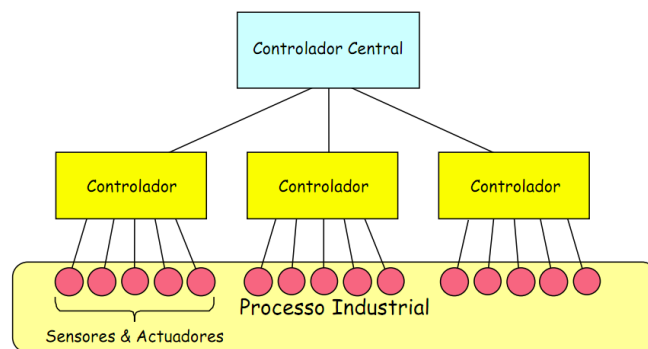 Controlador Central
Controlador
Controlador
Controlador
Processo Industrial
Sensores & Actuadores